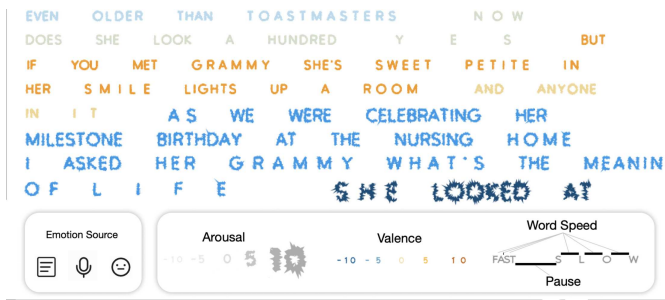 EVEN OLDER THAN TOASTMASTERS NOW
DOES SHE LOOK A HUNDRED YES BUT
IF YOU MET GRAMMY SHE'S SWEET PETITE IN
HER SMILE LIGHTS UP A ROOM AND ANYONE
IN IT AS WE WERE CELEBRATING HER
MILESTONE BIRTHDAY AT THE NURSING HOME
I ASKED HER GRAMMY WHAT'S THE MEANIN
OF LIFE SHE LOOKED AT
Emotion Source
Arousal
-10 -5 0 5 10
Valence
-10 -5 0 5 10
Word Speed
FAST SLOW
Pause